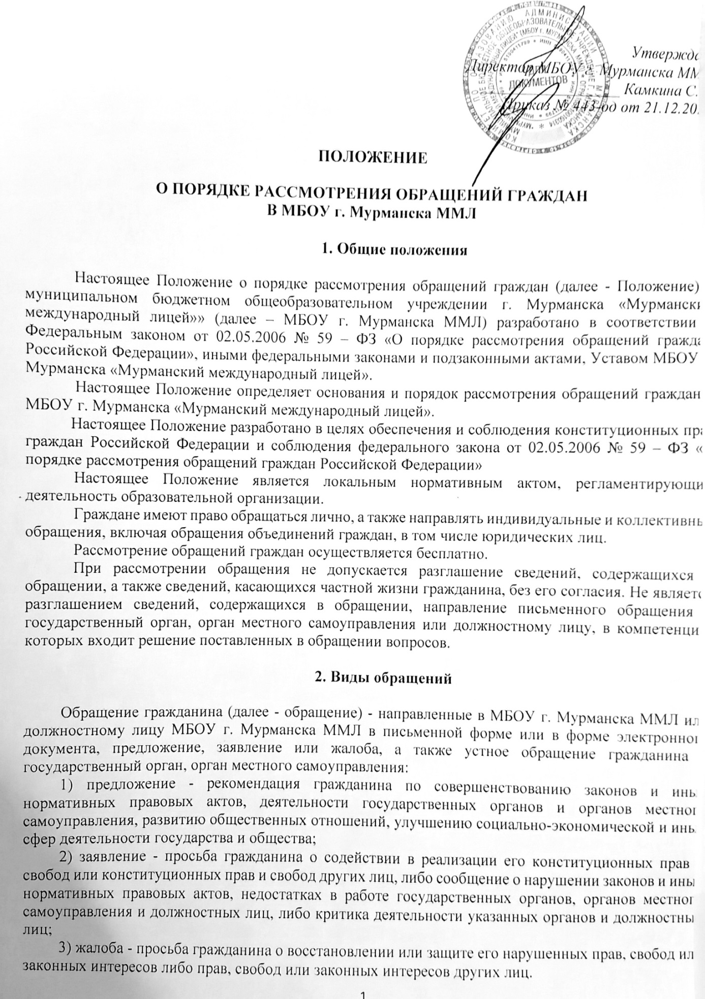 Утвержда
Директор МБОУ г. Мурманска ММ
Камкина С.
Приказ № 443-од от 21.12.20
ДЛЯ
ДОКУМЕНТОВ
ПОЛОЖЕНИЕ
О ПОРЯДКЕ РАССМОТРЕНИЯ ОБРАЩЕНИЙ ГРАЖДАН
В МБОУ г. Мурманска ММЛ
1. Общие положения
Настоящее Положение о порядке рассмотрения обращений граждан (далее - Положение)
муниципальном бюджетном общеобразовательном учреждении г. Мурманска «Мурмански
международный лицей»» (далее – МБОУ г. Мурманска ММЛ) разработано в соответствии
Федеральным законом от 02.05.2006 № 59 – ФЗ «О порядке рассмотрения обращений гражда
Российской Федерации», иными федеральными законами и подзаконными актами, Уставом МБОУ
Мурманска «Мурманский международный лицей».
Настоящее Положение определяет основания и порядок рассмотрения обращений граждан
МБОУ г. Мурманска «Мурманский международный лицей».
Настоящее Положение разработано в целях обеспечения и соблюдения конституционных пра
граждан Российской Федерации и соблюдения федерального закона от 02.05.2006 № 59 – ФЗ «
порядке рассмотрения обращений граждан Российской Федерации»
Настоящее Положение является локальным нормативным актом, регламентирующи
деятельность образовательной организации.
Граждане имеют право обращаться лично, а также направлять индивидуальные и коллективны
обращения, включая обращения объединений граждан, в том числе юридических лиц.
Рассмотрение обращений граждан осуществляется бесплатно.
При рассмотрении обращения не допускается разглашение сведений, содержащихся
обращении, а также сведений, касающихся частной жизни гражданина, без его согласия. Не являетс
разглашением сведений, содержащихся в обращении, направление письменного обращения
государственный орган, орган местного самоуправления или должностному лицу, в компетенци
которых входит решение поставленных в обращении вопросов.
2. Виды обращений
Обращение гражданина (далее - обращение) - направленные в МБОУ г. Мурманска ММЛ ил
должностному лицу МБОУ г. Мурманска ММЛ в письменной форме или в форме электронног
документа, предложение, заявление или жалоба, а также устное обращение гражданина
государственный орган, орган местного самоуправления:
1) предложение - рекомендация гражданина по совершенствованию законов и ины
нормативных правовых актов, деятельности государственных органов и органов местног
самоуправления, развитию общественных отношений, улучшению социально-экономической и ины
сфер деятельности государства и общества;
2) заявление - просьба гражданина о содействии в реализации его конституционных прав
свобод или конституционных прав и свобод других лиц, либо сообщение о нарушении законов и ины
нормативных правовых актов, недостатках в работе государственных органов, органов местног
самоуправления и должностных лиц, либо критика деятельности указанных органов и должностны
лиц;
3) жалоба - просьба гражданина о восстановлении или защите его нарушенных прав, свобод ил
законных интересов либо прав, свобод или законных интересов других лиц.
1